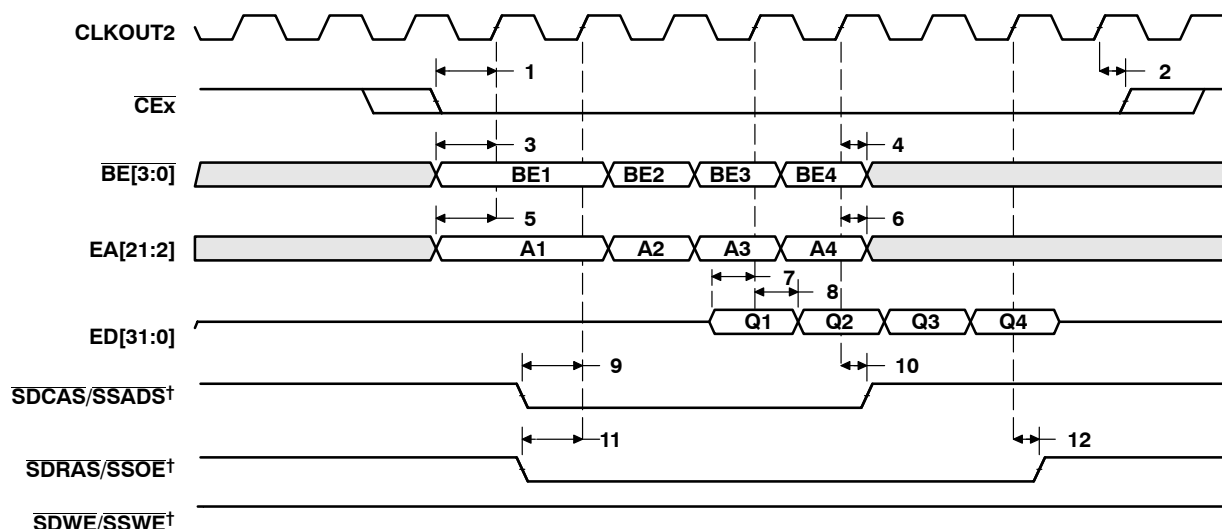 CLKOUT2
1
2
CEx
3
4
BE[3:0]
BE1
BE2
BE3
BE4
5
6
EA[21:2]
A1
A2
A3
A4
7
8
ED[31:0]
Q1
Q2
Q3
Q4
9
10
SDCAS/SSADS†
11
12
SDRAS/SSOE†
SDWE/SSWE†